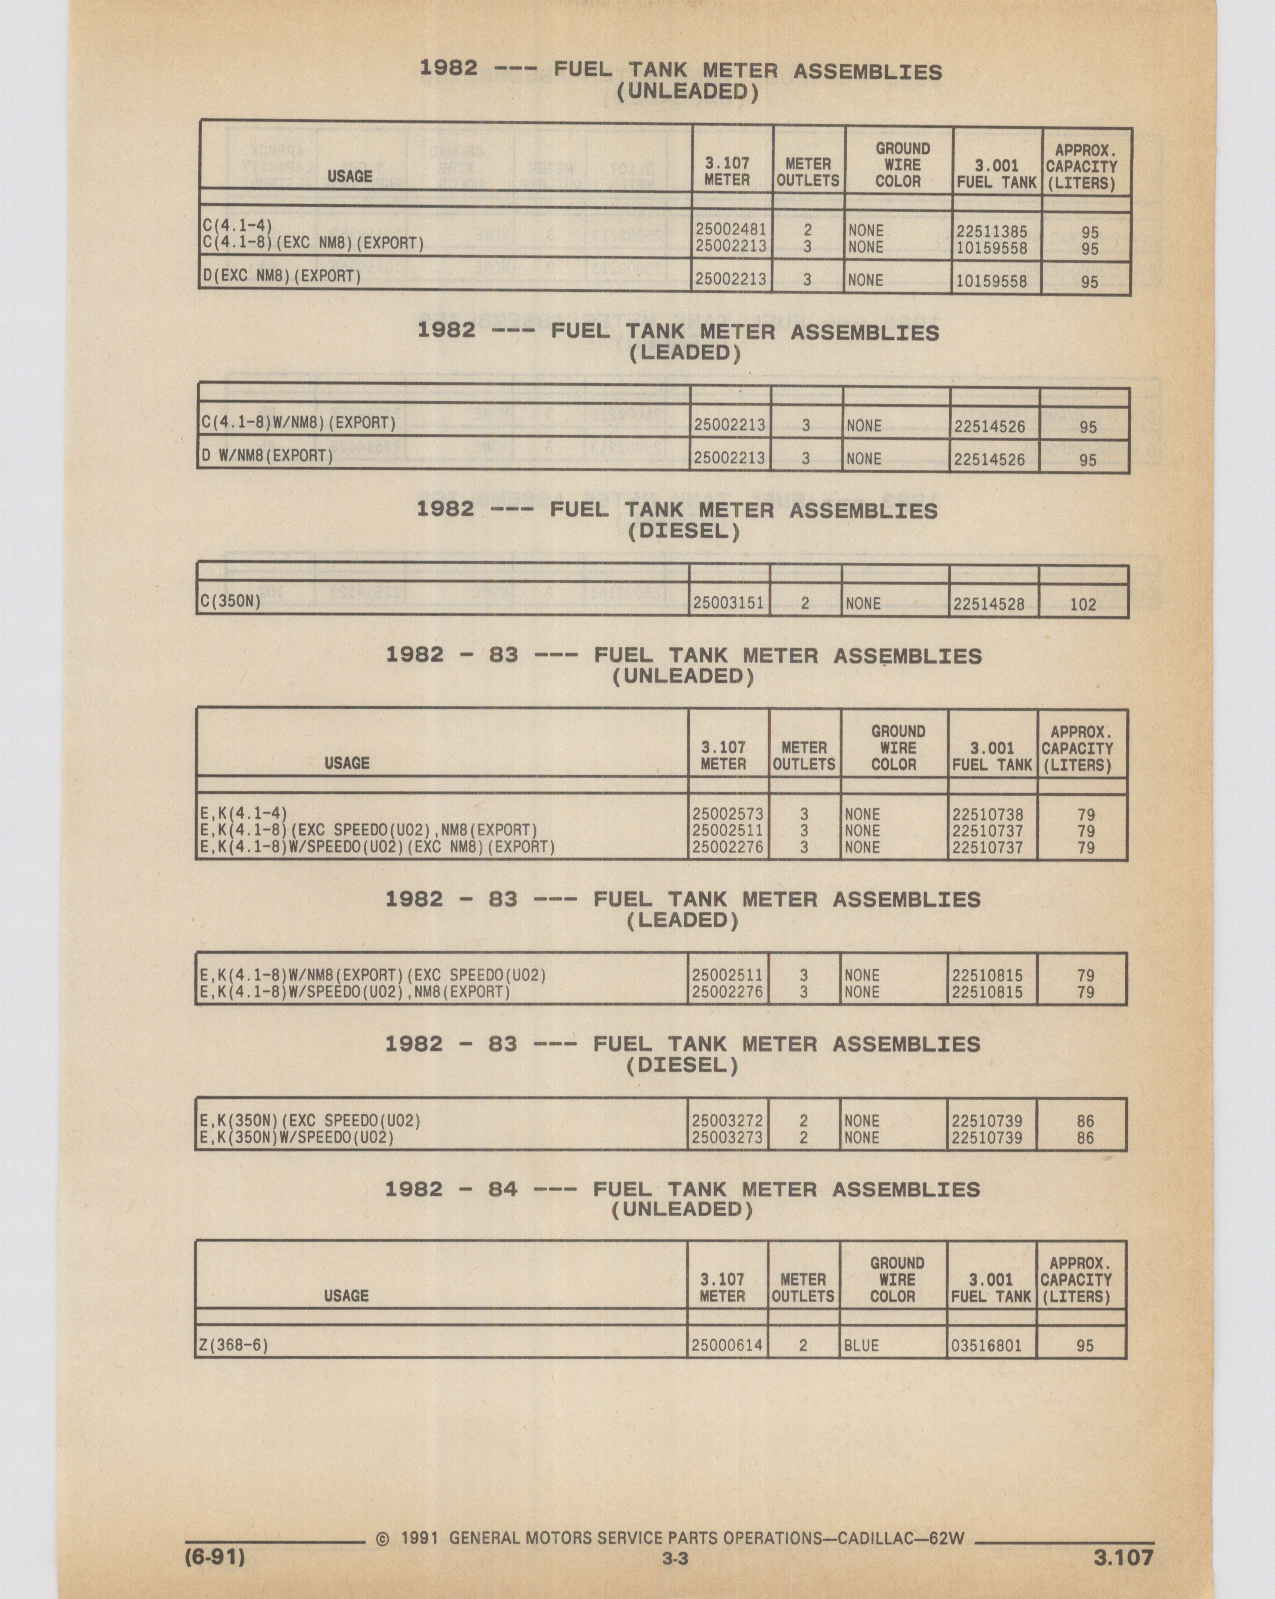 1982 --- FUEL TANK METER ASSEMBLIES
(UNLEADED)
USAGE 3.107 METER METER OUTLETS GROUND WIRE COLOR 3.001 FUEL TANK APPROX. CAPACITY (LITERS)
C(4.1-4) 25002481 2 NONE 22511385 95
C(4.1-8)(EXC NM8)(EXPORT) 25002213 3 NONE 10159558 95
D(EXC NM8)(EXPORT) 25002213 3 NONE 10159558 95
1982 --- FUEL TANK METER ASSEMBLIES
(LEADED)
C(4.1-8)W/NM8)(EXPORT) 25002213 3 NONE 22514526 95
D W/NM8(EXPORT) 25002213 3 NONE 22514526 95
1982 --- FUEL TANK METER ASSEMBLIES
(DIESEL)
C(350N) 25003151 2 NONE 22514528 102
1982 - 83 --- FUEL TANK METER ASSEMBLIES
(UNLEADED)
USAGE 3.107 METER METER OUTLETS GROUND WIRE COLOR 3.001 FUEL TANK APPROX. CAPACITY (LITERS)
E,K(4.1-4) 25002573 3 NONE 22510738 79
E,K(4.1-8)(EXC SPEEDO(U02),NM8(EXPORT) 25002511 3 NONE 22510737 79
E,K(4.1-8)W/SPEEDO(U02)(EXC NM8)(EXPORT) 25002276 3 NONE 22510737 79
1982 - 83 --- FUEL TANK METER ASSEMBLIES
(LEADED)
E,K(4.1-8)W/NM8(EXPORT)(EXC SPEEDO(U02) 25002511 3 NONE 22510815 79
E,K(4.1-8)W/SPEEDO(U02),NM8(EXPORT) 25002276 3 NONE 22510815 79
1982 - 83 --- FUEL TANK METER ASSEMBLIES
(DIESEL)
E,K(350N)(EXC SPEEDO(U02) 25003272 2 NONE 22510739 86
E,K(350N)W/SPEEDO(U02) 25003273 2 NONE 22510739 86
1982 - 84 --- FUEL TANK METER ASSEMBLIES
(UNLEADED)
USAGE 3.107 METER METER OUTLETS GROUND WIRE COLOR 3.001 FUEL TANK APPROX. CAPACITY (LITERS)
Z(368-6) 25000614 2 BLUE 03516801 95
© 1991 GENERAL MOTORS SERVICE PARTS OPERATIONS—CADILLAC—62W
(6-91) 3-3 3.107